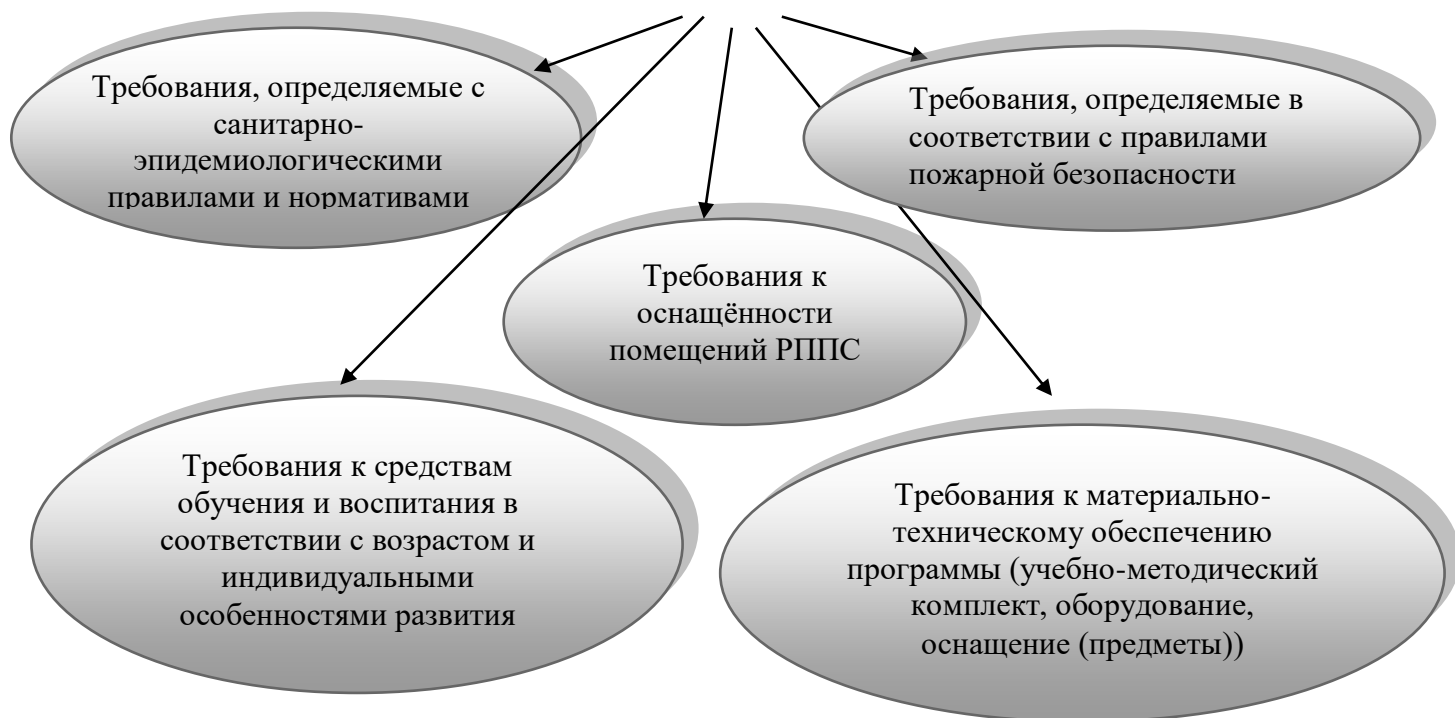 Требования, определяемые с
санитарно-
эпидемиологическими
правилами и нормативами
Требования, определяемые в
соответствии с правилами
пожарной безопасности
Требования к
оснащённости
помещений РППС
Требования к средствам
обучения и воспитания в
соответствии с возрастом и
индивидуальными
особенностями развития
Требования к материально-
техническому обеспечению
программы (учебно-методический
комплект, оборудование,
оснащение (предметы))